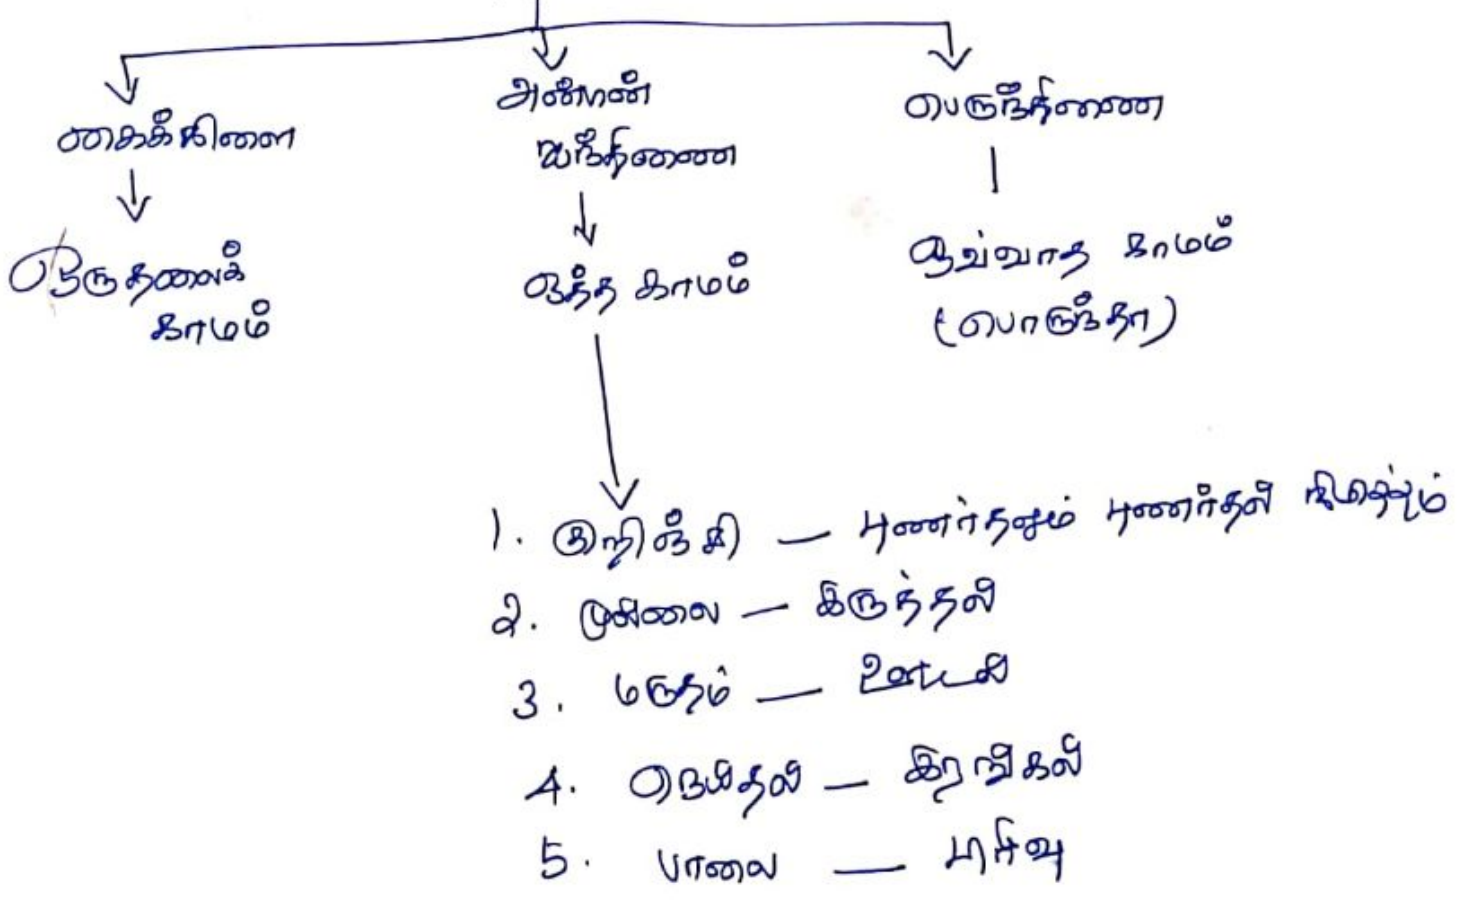 கைக்கிளை
அன்பின்
ஐந்திணை
பெருந்திணை
ஒருதலைக்
காமம்
ஒத்த காமம்
ஒவ்வாத காமம்
(பொருந்தா)
1. குறிஞ்சி — புணர்தலும் புணர்தல் நிமித்தமும்
2. முல்லை — இருத்தல்
3. மருதம் — ஊடல்
4. நெய்தல் — இரங்கல்
5. பாலை — பிரிவு